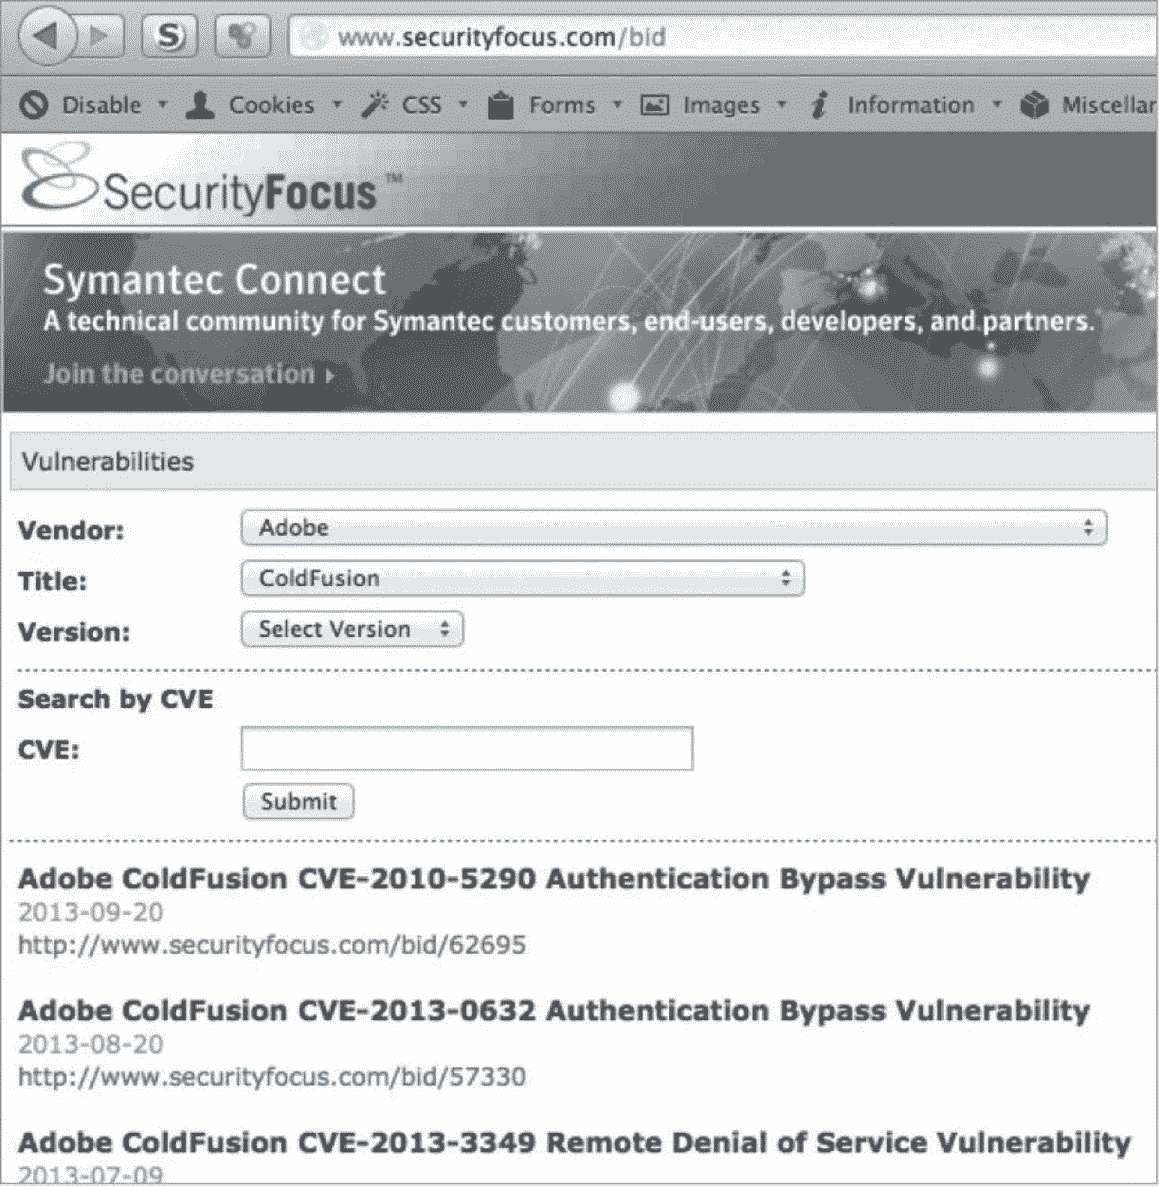 www.securityfocus.com/bid
Disable Cookies CSS Forms Images Information Miscellar
SecurityFocus™
Symantec Connect
A technical community for Symantec customers, end-users, developers, and partners.
Join the conversation
Vulnerabilities
Vendor: Adobe
Title: ColdFusion
Version: Select Version
Search by CVE
CVE:
Submit
Adobe ColdFusion CVE-2010-5290 Authentication Bypass Vulnerability
2013-09-20
http://www.securityfocus.com/bid/62695
Adobe ColdFusion CVE-2013-0632 Authentication Bypass Vulnerability
2013-08-20
http://www.securityfocus.com/bid/57330
Adobe ColdFusion CVE-2013-3349 Remote Denial of Service Vulnerability
2013-07-09